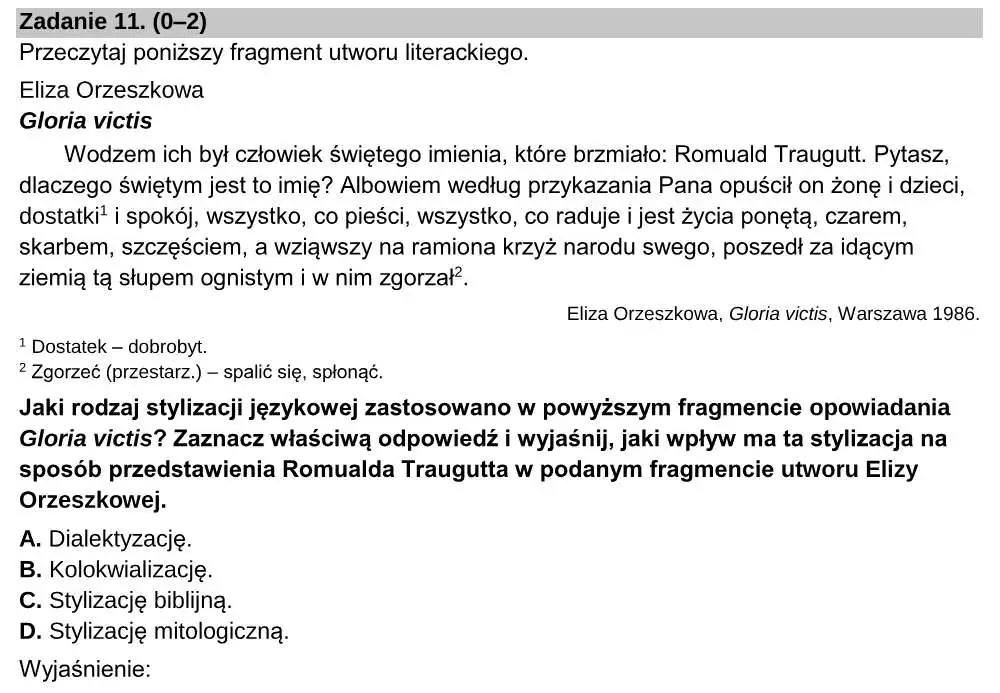 Zadanie 11. (0–2)
Przeczytaj poniższy fragment utworu literackiego.
Eliza Orzeszkowa
Gloria victis
Wodzem ich był człowiek świętego imienia, które brzmiało: Romuald Traugutt. Pytasz,
dlaczego świętym jest to imię? Albowiem według przykazania Pana opuścił on żonę i dzieci,
dostatki¹ i spokój, wszystko, co pieści, wszystko, co raduje i jest życia ponętą, czarem,
skarbem, szczęściem, a wziąwszy na ramiona krzyż narodu swego, poszedł za idącym
ziemią tą słupem ognistym i w nim zgorzał².
Eliza Orzeszkowa, Gloria victis, Warszawa 1986.
¹ Dostatek – dobrobyt.
² Zgorzeć (przestarz.) – spalić się, spłonąć.
Jaki rodzaj stylizacji językowej zastosowano w powyższym fragmencie opowiadania
Gloria victis? Zaznacz właściwą odpowiedź i wyjaśnij, jaki wpływ ma ta stylizacja na
sposób przedstawienia Romualda Traugutta w podanym fragmencie utworu Elizy
Orzeszkowej.
A. Dialektyzację.
B. Kolokwializację.
C. Stylizację biblijną.
D. Stylizację mitologiczną.
Wyjaśnienie: